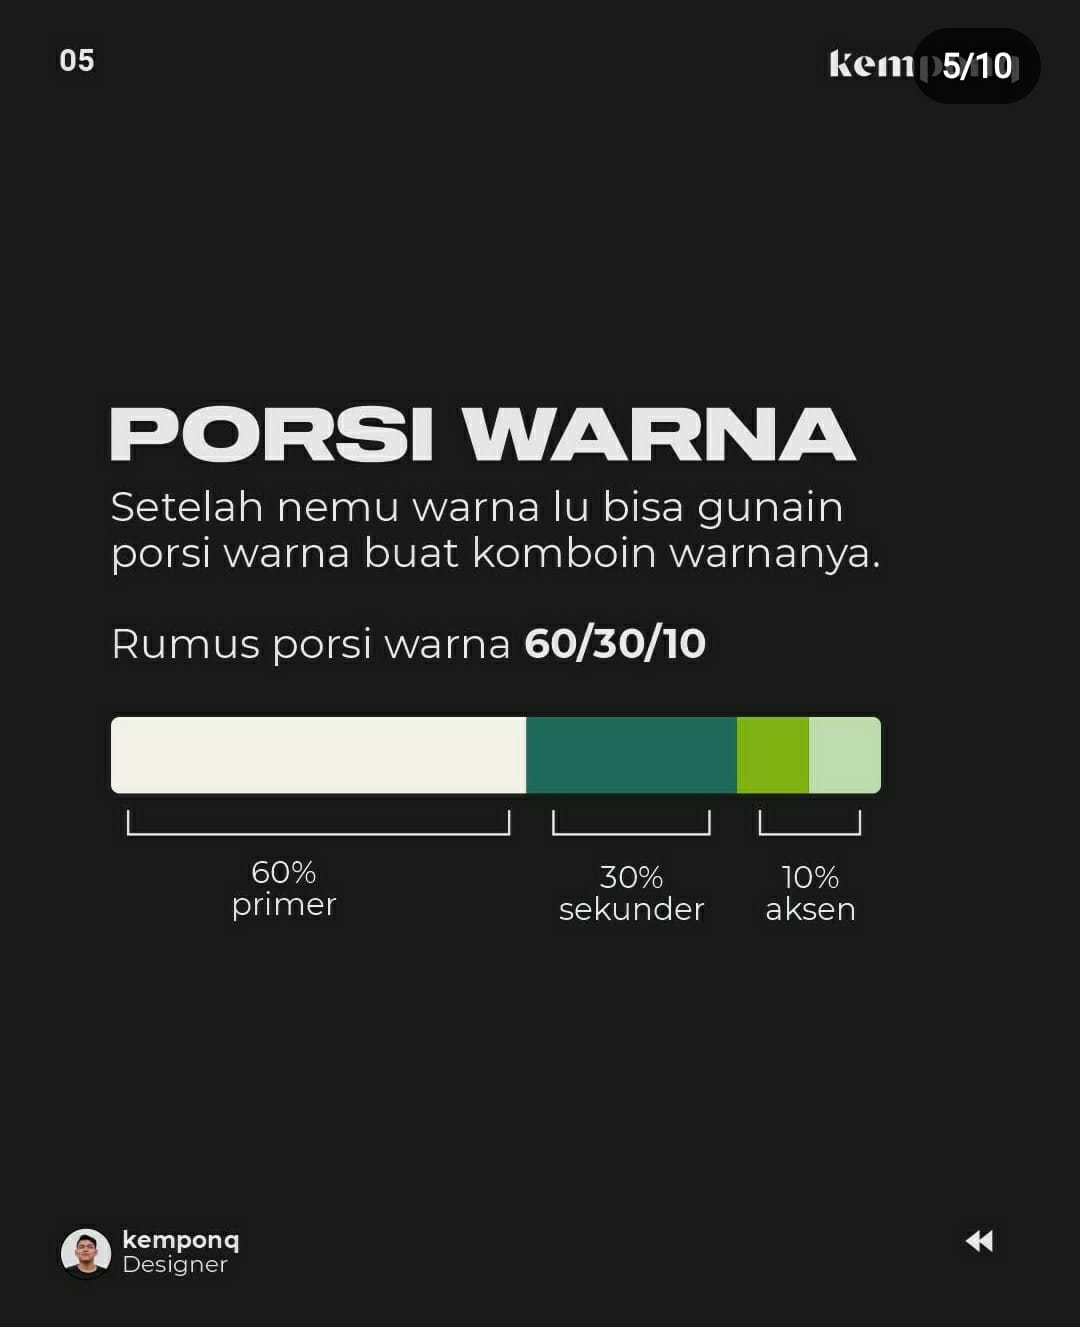 05
5/10
PORSI WARNA
Setelah nemu warna lu bisa gunain
porsi warna buat komboin warnanya.
Rumus porsi warna 60/30/10
60%
primer
30%
sekunder
10%
aksen
kemponq
Designer